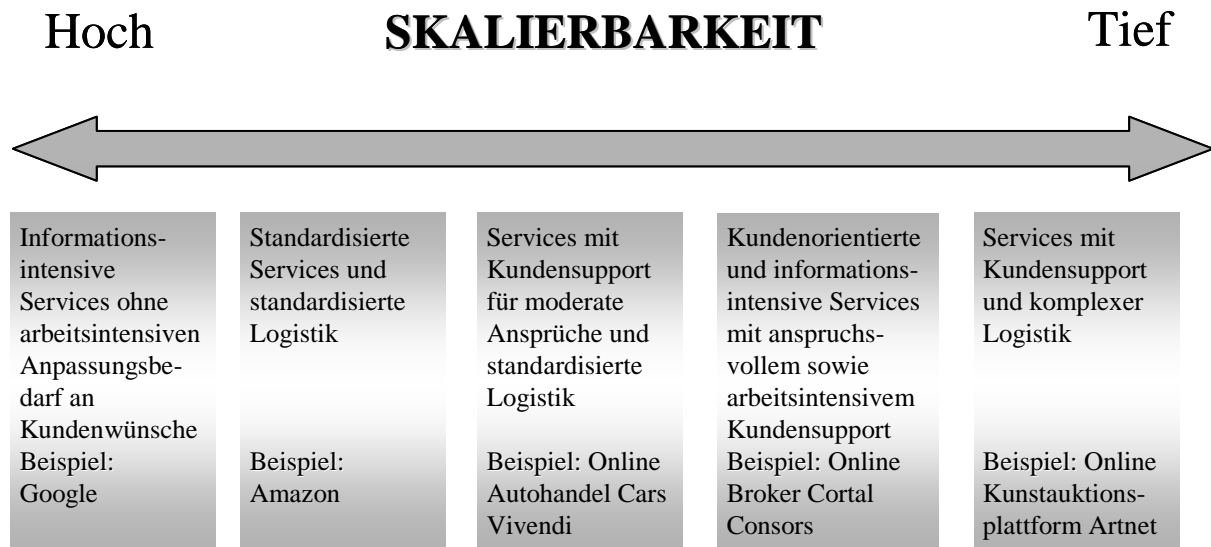 Hoch SKALIERBARKEIT Tief
Informations-
intensive
Services ohne
arbeitsintensiven
Anpassungsbe-
darf an
Kundenwünsche
Beispiel:
Google
Standardisierte
Services und
standardisierte
Logistik
Beispiel:
Amazon
Services mit
Kundensupport
für moderate
Ansprüche und
standardisierte
Logistik
Beispiel: Online
Autohandel Cars
Vivendi
Kundenorientierte
und informations-
intensive Services
mit anspruchs-
vollem sowie
arbeitsintensivem
Kundensupport
Beispiel: Online
Broker Cortal
Consors
Services mit
Kundensupport
und komplexer
Logistik
Beispiel: Online
Kunstauktions-
plattform Artnet